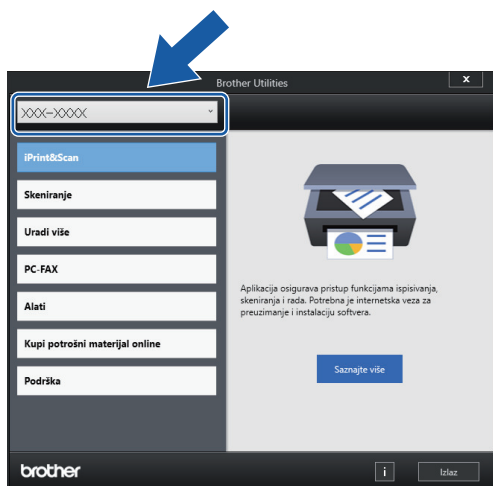 Brother Utilities
x
XXX-XXXX
iPrint&Scan
Skeniranje
Uradi više
PC-FAX
Alati
Kupi potrošni materijal online
Podrška
Aplikacija osigurava pristup funkcijama ispisivanja,
skeniranja i rada. Potrebna je internetska veza za
preuzimanje i instalaciju softvera.
Saznajte više
brother
i
Izlaz